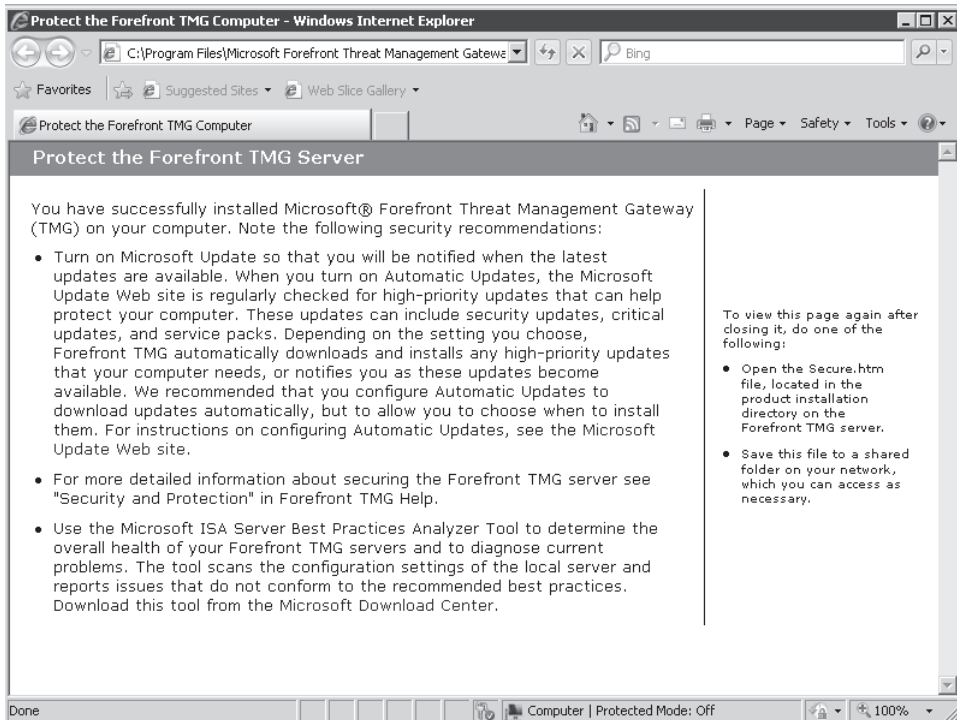 Protect the Forefront TMG Computer - Windows Internet Explorer
C:\Program Files\Microsoft Forefront Threat Management Gatewa
Bing
Favorites
Suggested Sites
Web Slice Gallery
Protect the Forefront TMG Computer
Page
Safety
Tools
Protect the Forefront TMG Server
You have successfully installed Microsoft® Forefront Threat Management Gateway
(TMG) on your computer. Note the following security recommendations:
• Turn on Microsoft Update so that you will be notified when the latest
updates are available. When you turn on Automatic Updates, the Microsoft
Update Web site is regularly checked for high-priority updates that can help
protect your computer. These updates can include security updates, critical
updates, and service packs. Depending on the setting you choose,
Forefront TMG automatically downloads and installs any high-priority updates
that your computer needs, or notifies you as these updates become
available. We recommended that you configure Automatic Updates to
download updates automatically, but to allow you to choose when to install
them. For instructions on configuring Automatic Updates, see the Microsoft
Update Web site.
• For more detailed information about securing the Forefront TMG server see
"Security and Protection" in Forefront TMG Help.
• Use the Microsoft ISA Server Best Practices Analyzer Tool to determine the
overall health of your Forefront TMG servers and to diagnose current
problems. The tool scans the configuration settings of the local server and
reports issues that do not conform to the recommended best practices.
Download this tool from the Microsoft Download Center.
To view this page again after
closing it, do one of the
following:
• Open the Secure.htm
file, located in the
product installation
directory on the
Forefront TMG server.
• Save this file to a shared
folder on your network,
which you can access as
necessary.
Done
Computer | Protected Mode: Off
100%